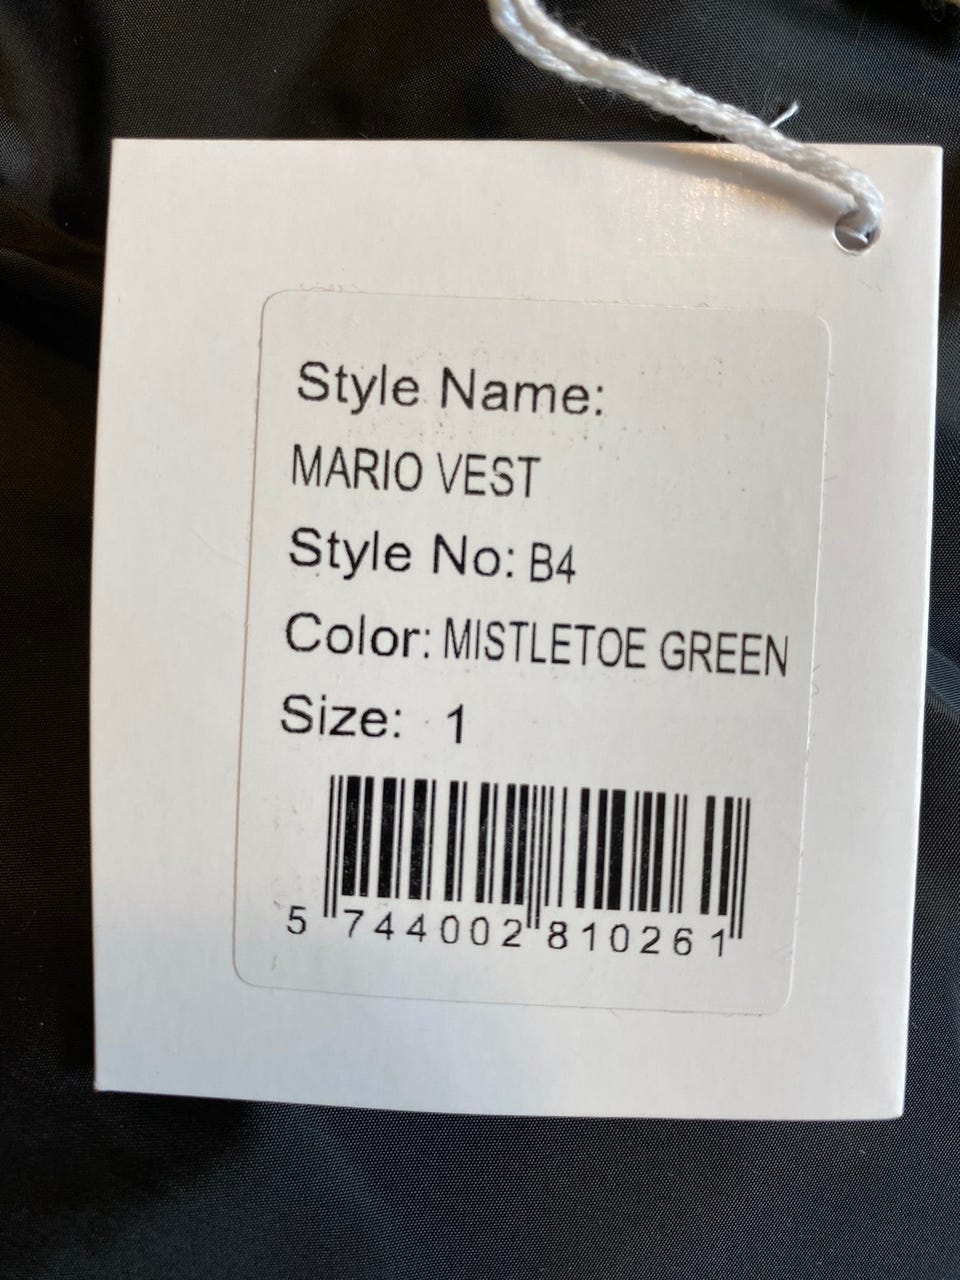 Style Name:
MARIO VEST
Style No: B4
Color: MISTLETOE GREEN
Size: 1
5 744002 810261